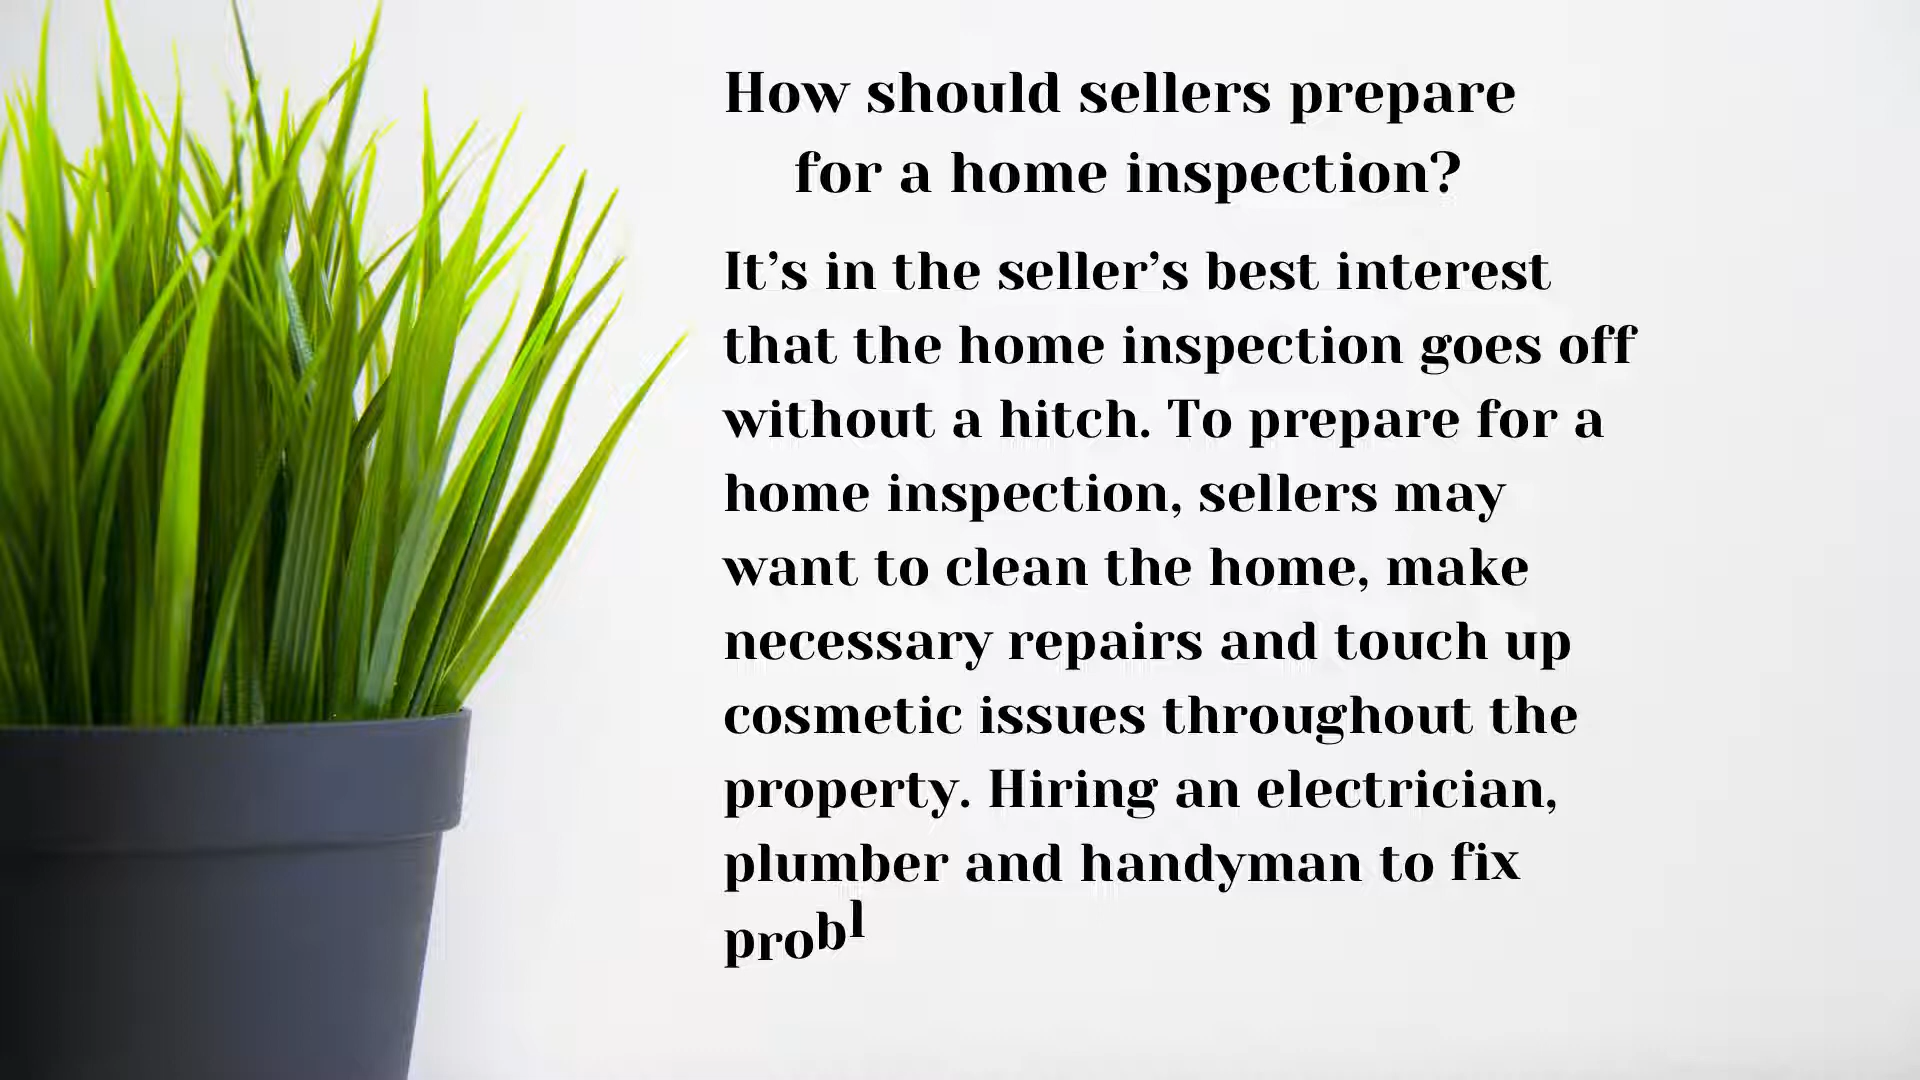 How should sellers prepare
for a home inspection?
It’s in the seller’s best interest
that the home inspection goes off
without a hitch. To prepare for a
home inspection, sellers may
want to clean the home, make
necessary repairs and touch up
cosmetic issues throughout the
property. Hiring an electrician,
plumber and handyman to fix
probl